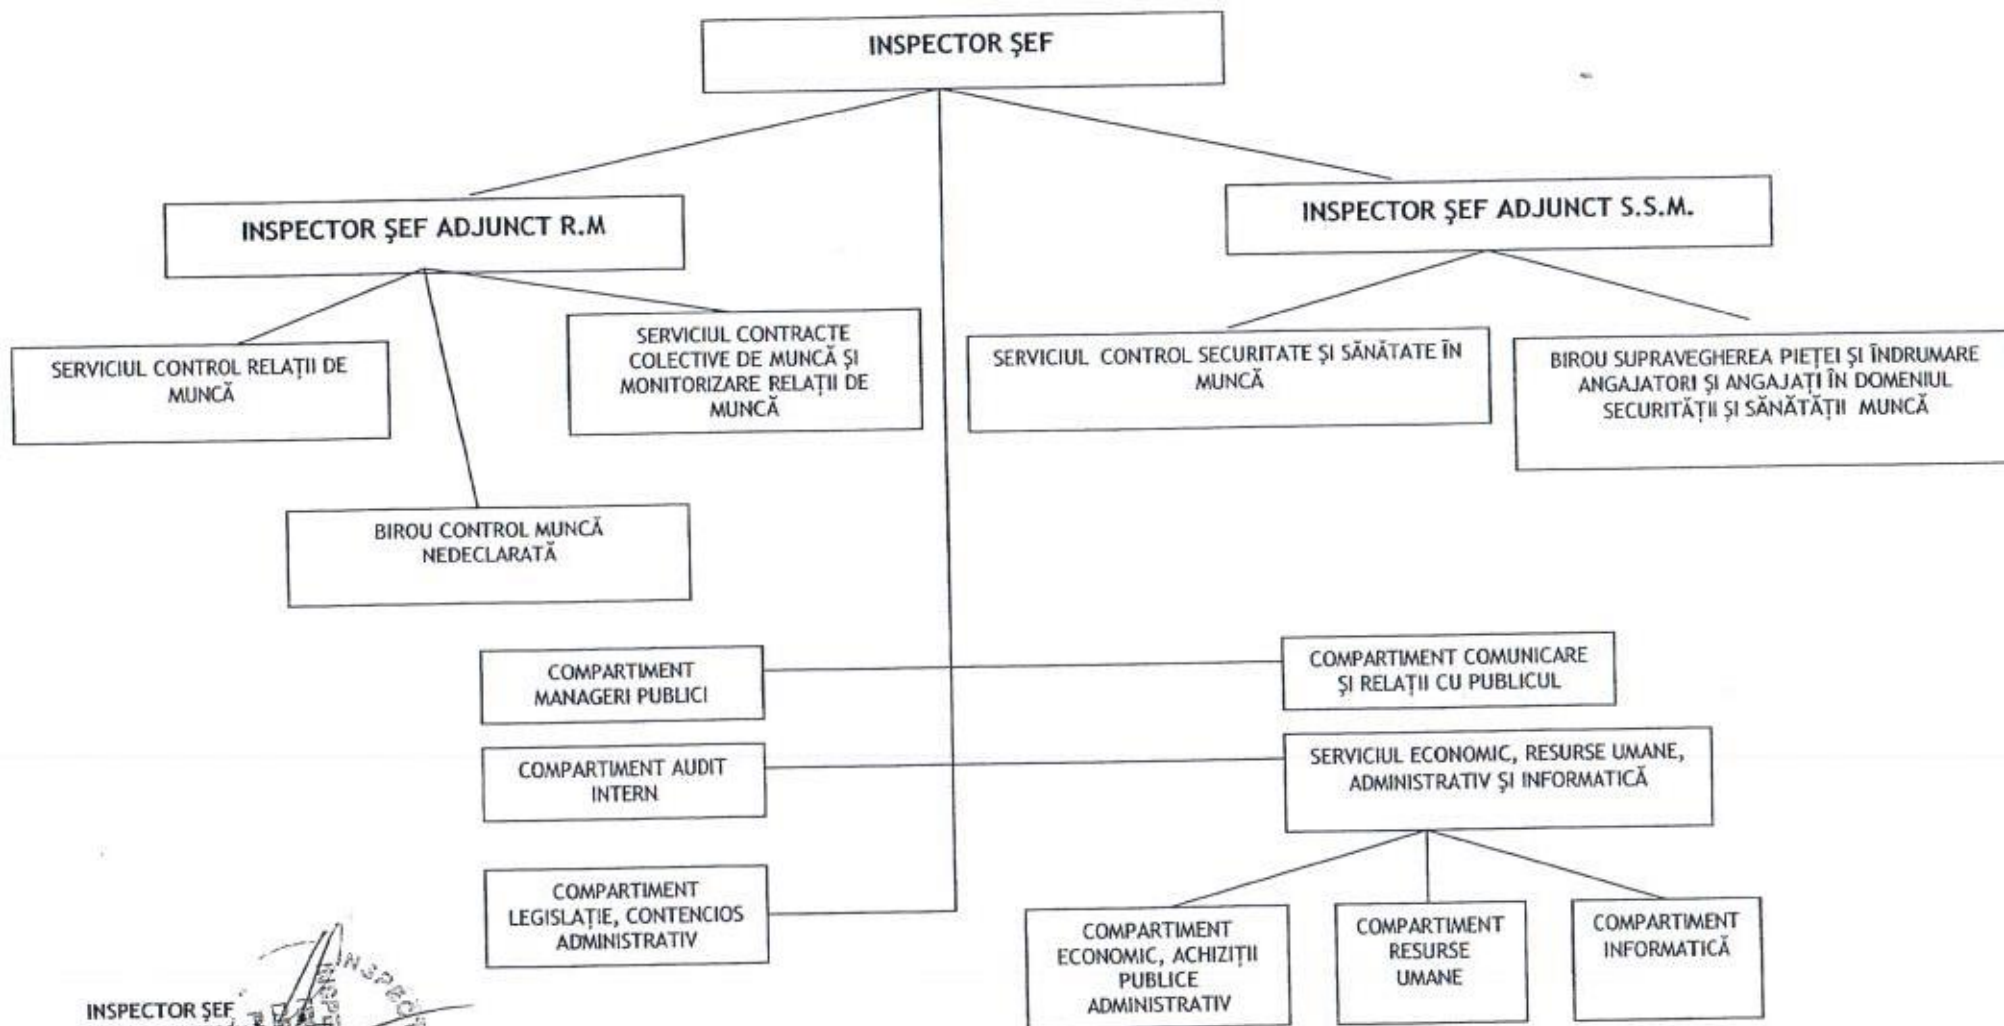 INSPECTOR ŞEF
INSPECTOR ŞEF ADJUNCT R.M
INSPECTOR ŞEF ADJUNCT S.S.M.
SERVICIUL CONTROL RELAŢII DE
MUNCĂ
SERVICIUL CONTRACTE
COLECTIVE DE MUNCĂ ŞI
MONITORIZARE RELAŢII DE
MUNCĂ
SERVICIUL CONTROL SECURITATE ŞI SĂNĂTATE ÎN
MUNCĂ
BIROU SUPRAVEGHEREA PIEŢEI ŞI ÎNDRUMARE
ANGAJATORI ŞI ANGAJAŢI ÎN DOMENIUL
SECURITĂŢII ŞI SĂNĂTĂŢII MUNCĂ
BIROU CONTROL MUNCĂ
NEDECLARATĂ
COMPARTIMENT
MANAGERI PUBLICI
COMPARTIMENT COMUNICARE
ŞI RELAŢII CU PUBLICUL
COMPARTIMENT AUDIT
INTERN
SERVICIUL ECONOMIC, RESURSE UMANE,
ADMINISTRATIV ŞI INFORMATICĂ
COMPARTIMENT
LEGISLAŢIE, CONTENCIOS
ADMINISTRATIV
COMPARTIMENT
ECONOMIC, ACHIZIŢII
PUBLICE
ADMINISTRATIV
COMPARTIMENT
RESURSE
UMANE
COMPARTIMENT
INFORMATICĂ
INSPECTOR ŞEF